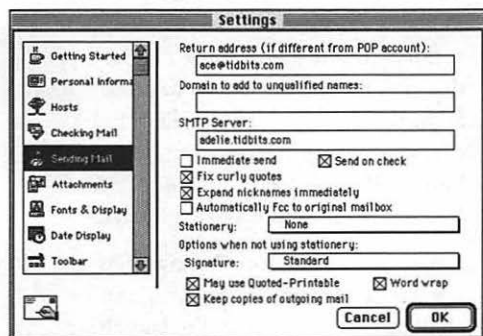 Settings
Getting Started
Personal Informa
Hosts
Checking Mail
Sending Mail
Attachments
Fonts & Display
Date Display
Toolbar
Return address (if different from POP account):
ace@tidbits.com
Domain to add to unqualified names:
SMTP Server:
adelie.tidbits.com
Immediate send Send on check
Fix curly quotes
Expand nicknames immediately
Automatically Fcc to original mailbox
Stationery: None
Options when not using stationery:
Signature: Standard
May use Quoted-Printable Word wrap
Keep copies of outgoing mail
Cancel OK